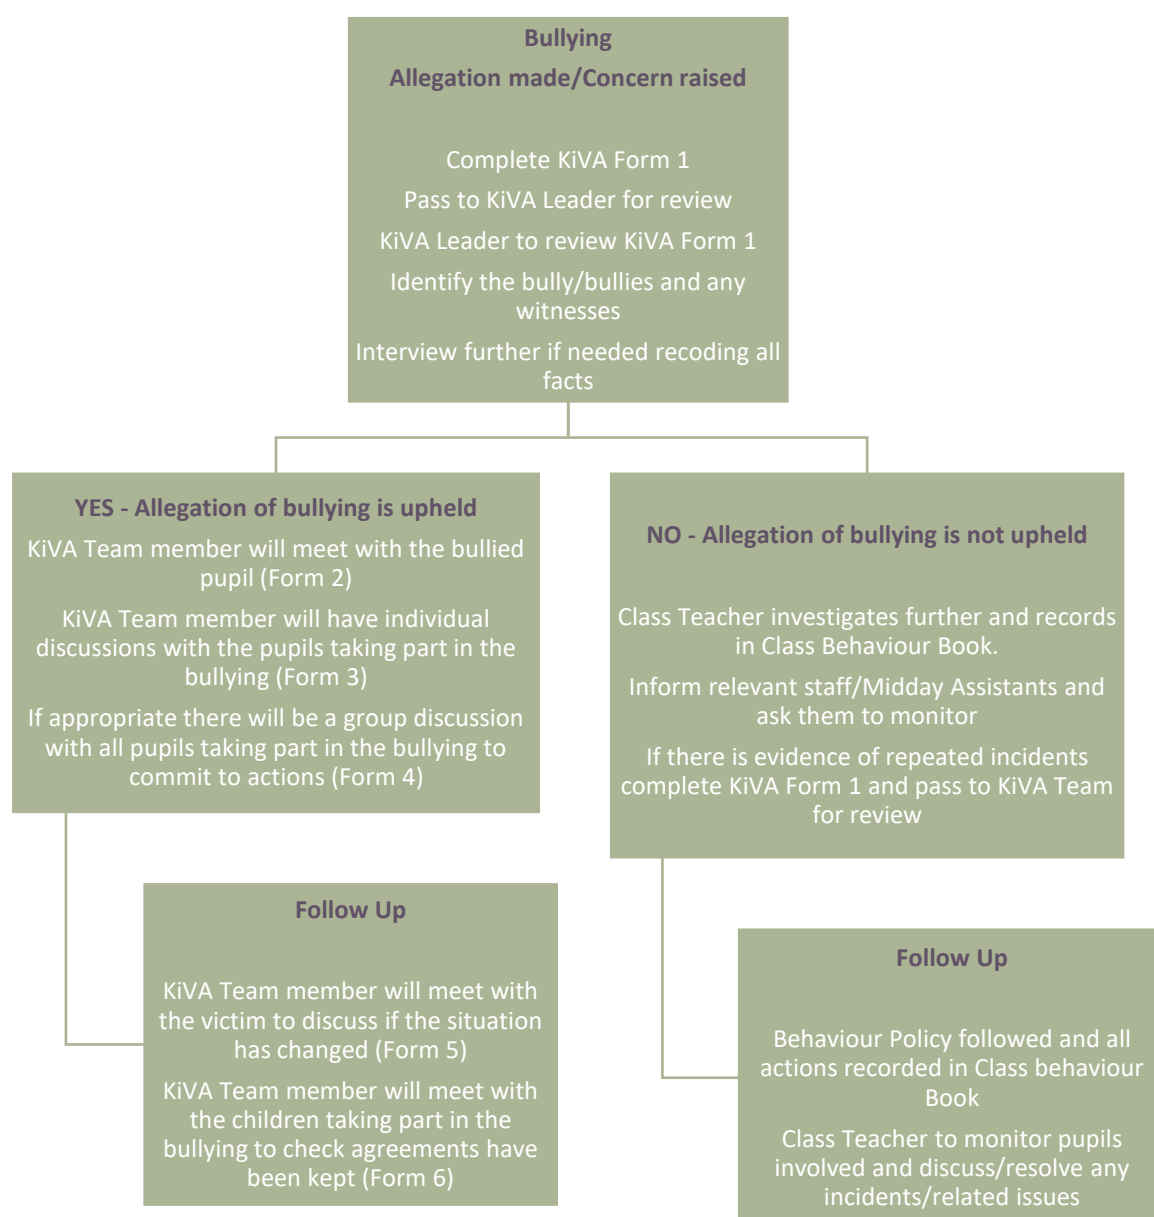 Bullying
Allegation made/Concern raised
Complete KiVA Form 1
Pass to KiVA Leader for review
KiVA Leader to review KiVA Form 1
Identify the bully/bullies and any
witnesses
Interview further if needed recoding all
facts
YES - Allegation of bullying is upheld
KiVA Team member will meet with the bullied
pupil (Form 2)
KiVA Team member will have individual
discussions with the pupils taking part in the
bullying (Form 3)
If appropriate there will be a group discussion
with all pupils taking part in the bullying to
commit to actions (Form 4)
NO - Allegation of bullying is not upheld
Class Teacher investigates further and records
in Class Behaviour Book.
Inform relevant staff/Midday Assistants and
ask them to monitor
If there is evidence of repeated incidents
complete KiVA Form 1 and pass to KiVA Team
for review
Follow Up
KiVA Team member will meet with
the victim to discuss if the situation
has changed (Form 5)
KiVA Team member will meet with
the children taking part in the
bullying to check agreements have
been kept (Form 6)
Follow Up
Behaviour Policy followed and all
actions recorded in Class behaviour
Book
Class Teacher to monitor pupils
involved and discuss/resolve any
incidents/related issues